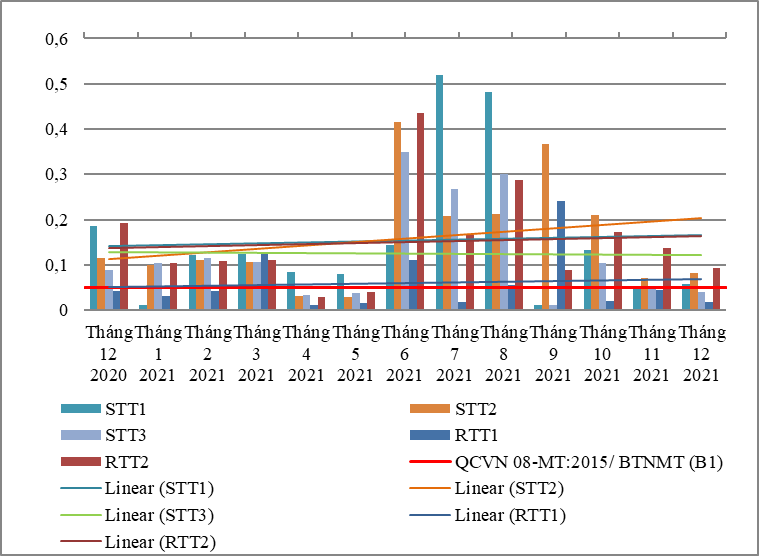 0,6
0,5
0,4
0,3
0,2
0,1
0
Tháng Tháng Tháng Tháng Tháng Tháng Tháng Tháng Tháng Tháng Tháng Tháng Tháng
12 1 2 3 4 5 6 7 8 9 10 11 12
2020 2021 2021 2021 2021 2021 2021 2021 2021 2021 2021 2021 2021
STT1 STT2
STT3 RTT1
RTT2 QCVN 08-MT:2015/ BTNMT (B1)
Linear (STT1) Linear (STT2)
Linear (STT3) Linear (RTT1)
Linear (RTT2)